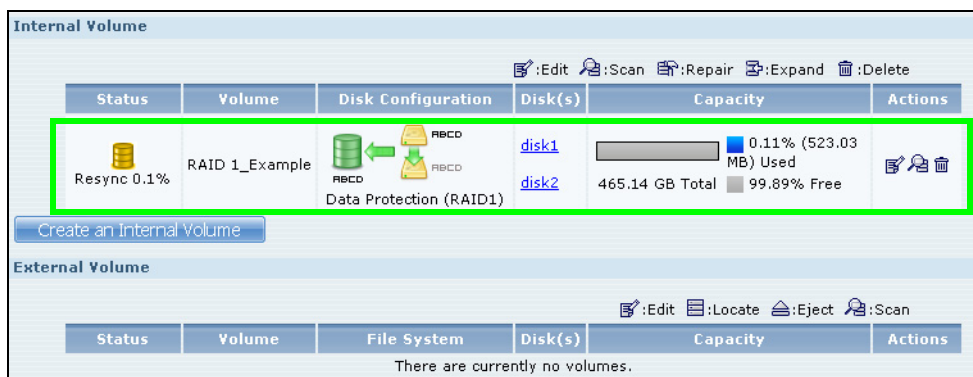 Internal Volume
:Edit :Scan :Repair :Expand :Delete
Status Volume Disk Configuration Disk(s) Capacity Actions
Resync 0.1%
RAID 1_Example
ABCD
ABCD
ABCD
Data Protection (RAID1)
disk1
disk2
465.14 GB Total
0.11% (523.03
MB) Used
99.89% Free
Create an Internal Volume
External Volume
:Edit :Locate :Eject :Scan
Status Volume File System Disk(s) Capacity Actions
There are currently no volumes.